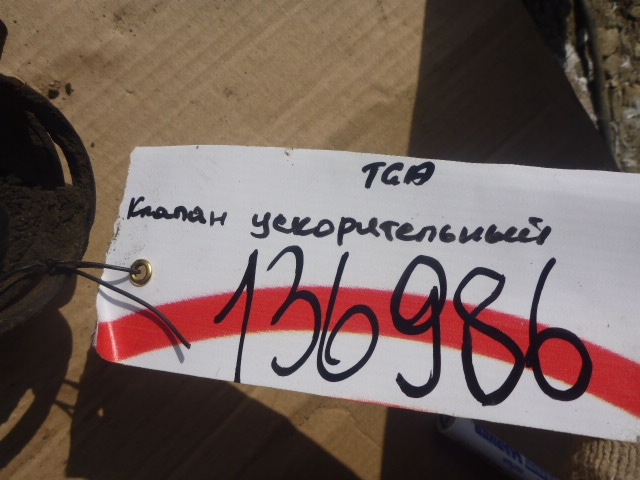 TGA
Клапан ускорительный
136986